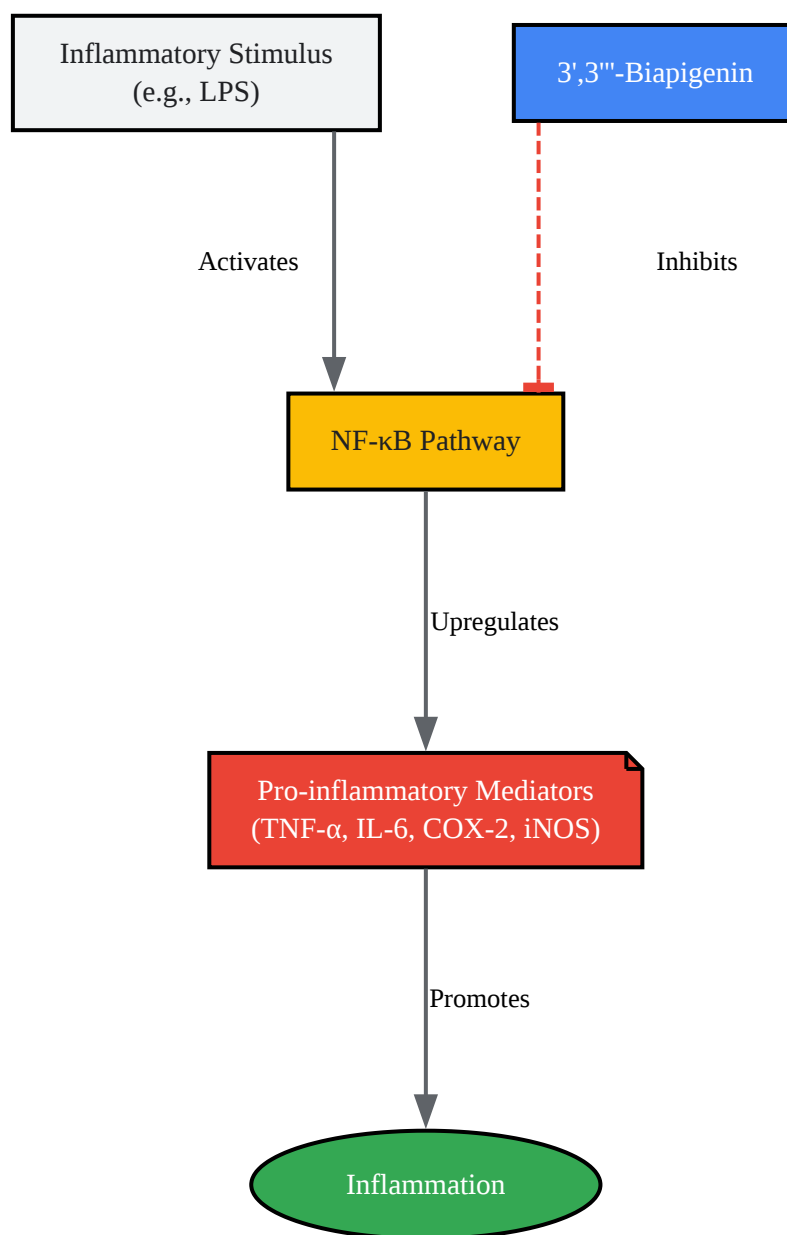 Inflammatory Stimulus
(e.g., LPS)
3',3'''-Biapigenin
Activates
Inhibits
NF-κB Pathway
Upregulates
Pro-inflammatory Mediators
(TNF-α, IL-6, COX-2, iNOS)
Promotes
Inflammation